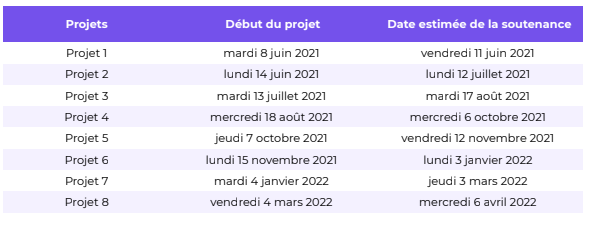 Projets Début du projet Date estimée de la soutenance
Projet 1 mardi 8 juin 2021 vendredi 11 juin 2021
Projet 2 lundi 14 juin 2021 lundi 12 juillet 2021
Projet 3 mardi 13 juillet 2021 mardi 17 août 2021
Projet 4 mercredi 18 août 2021 mercredi 6 octobre 2021
Projet 5 jeudi 7 octobre 2021 vendredi 12 novembre 2021
Projet 6 lundi 15 novembre 2021 lundi 3 janvier 2022
Projet 7 mardi 4 janvier 2022 jeudi 3 mars 2022
Projet 8 vendredi 4 mars 2022 mercredi 6 avril 2022